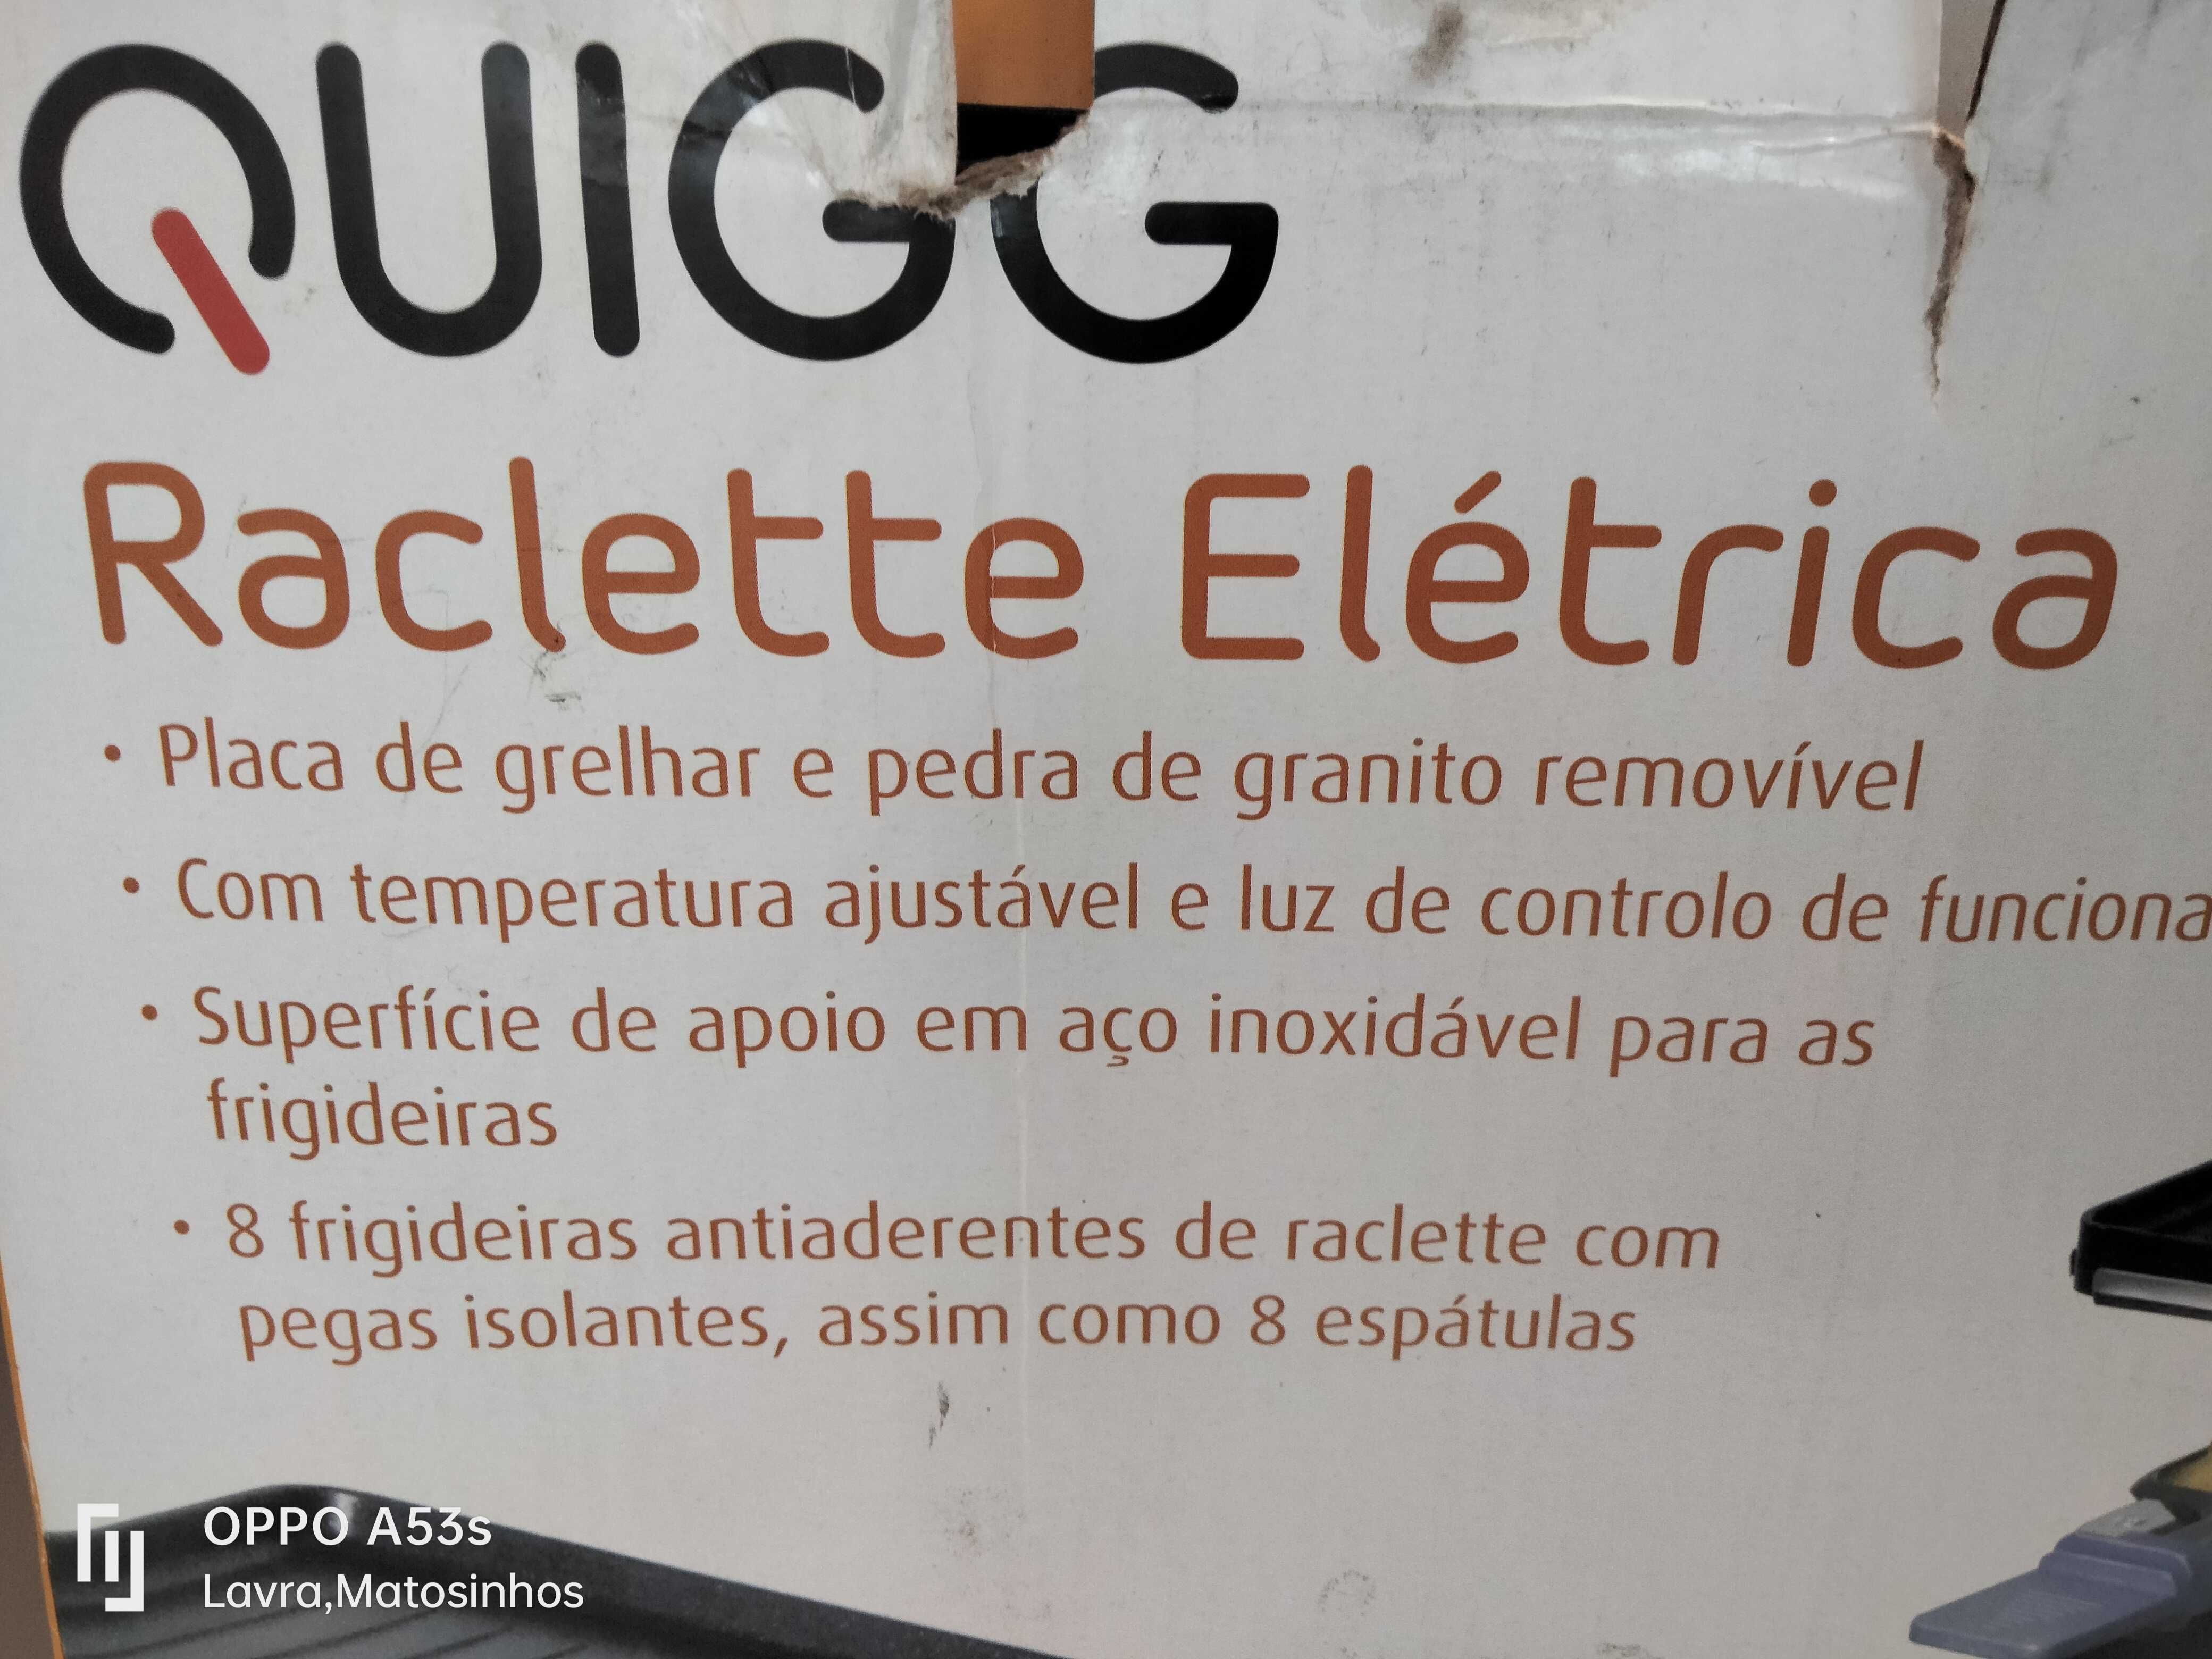 QUIGG
Raclette Elétrica
• Placa de grelhar e pedra de granito removível
• Com temperatura ajustável e luz de controlo de funciona
• Superfície de apoio em aço inoxidável para as
frigideiras
• 8 frigideiras antiaderentes de raclette com
pegas isolantes, assim como 8 espátulas
OPPO A53s
Lavra,Matosinhos